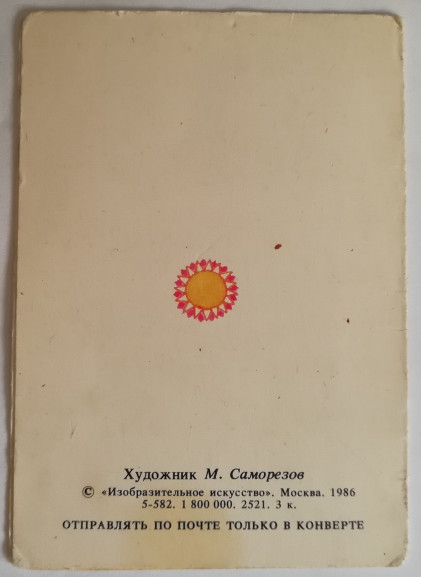 Художник М. Саморезов
© «Изобразительное искусство». Москва. 1986
5-582. 1 800 000. 2521. 3 к.
ОТПРАВЛЯТЬ ПО ПОЧТЕ ТОЛЬКО В КОНВЕРТЕ